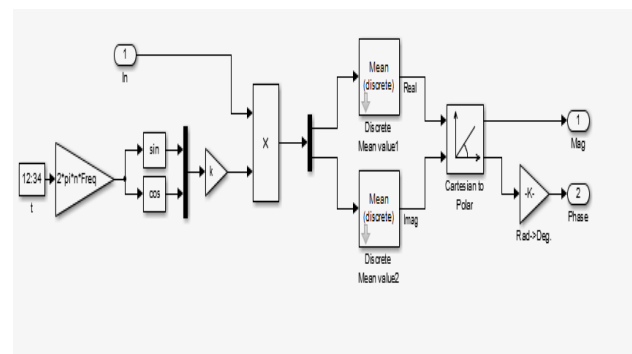 1
In
12:34
t
2*pi*n*Freq
sin
cos
k
X
Mean
(discrete)
Real
Discrete
Mean value1
Mean
(discrete)
Imag
Discrete
Mean value2
Cartesian to
Polar
1
Mag
-K-
Rad->Deg.
2
Phase